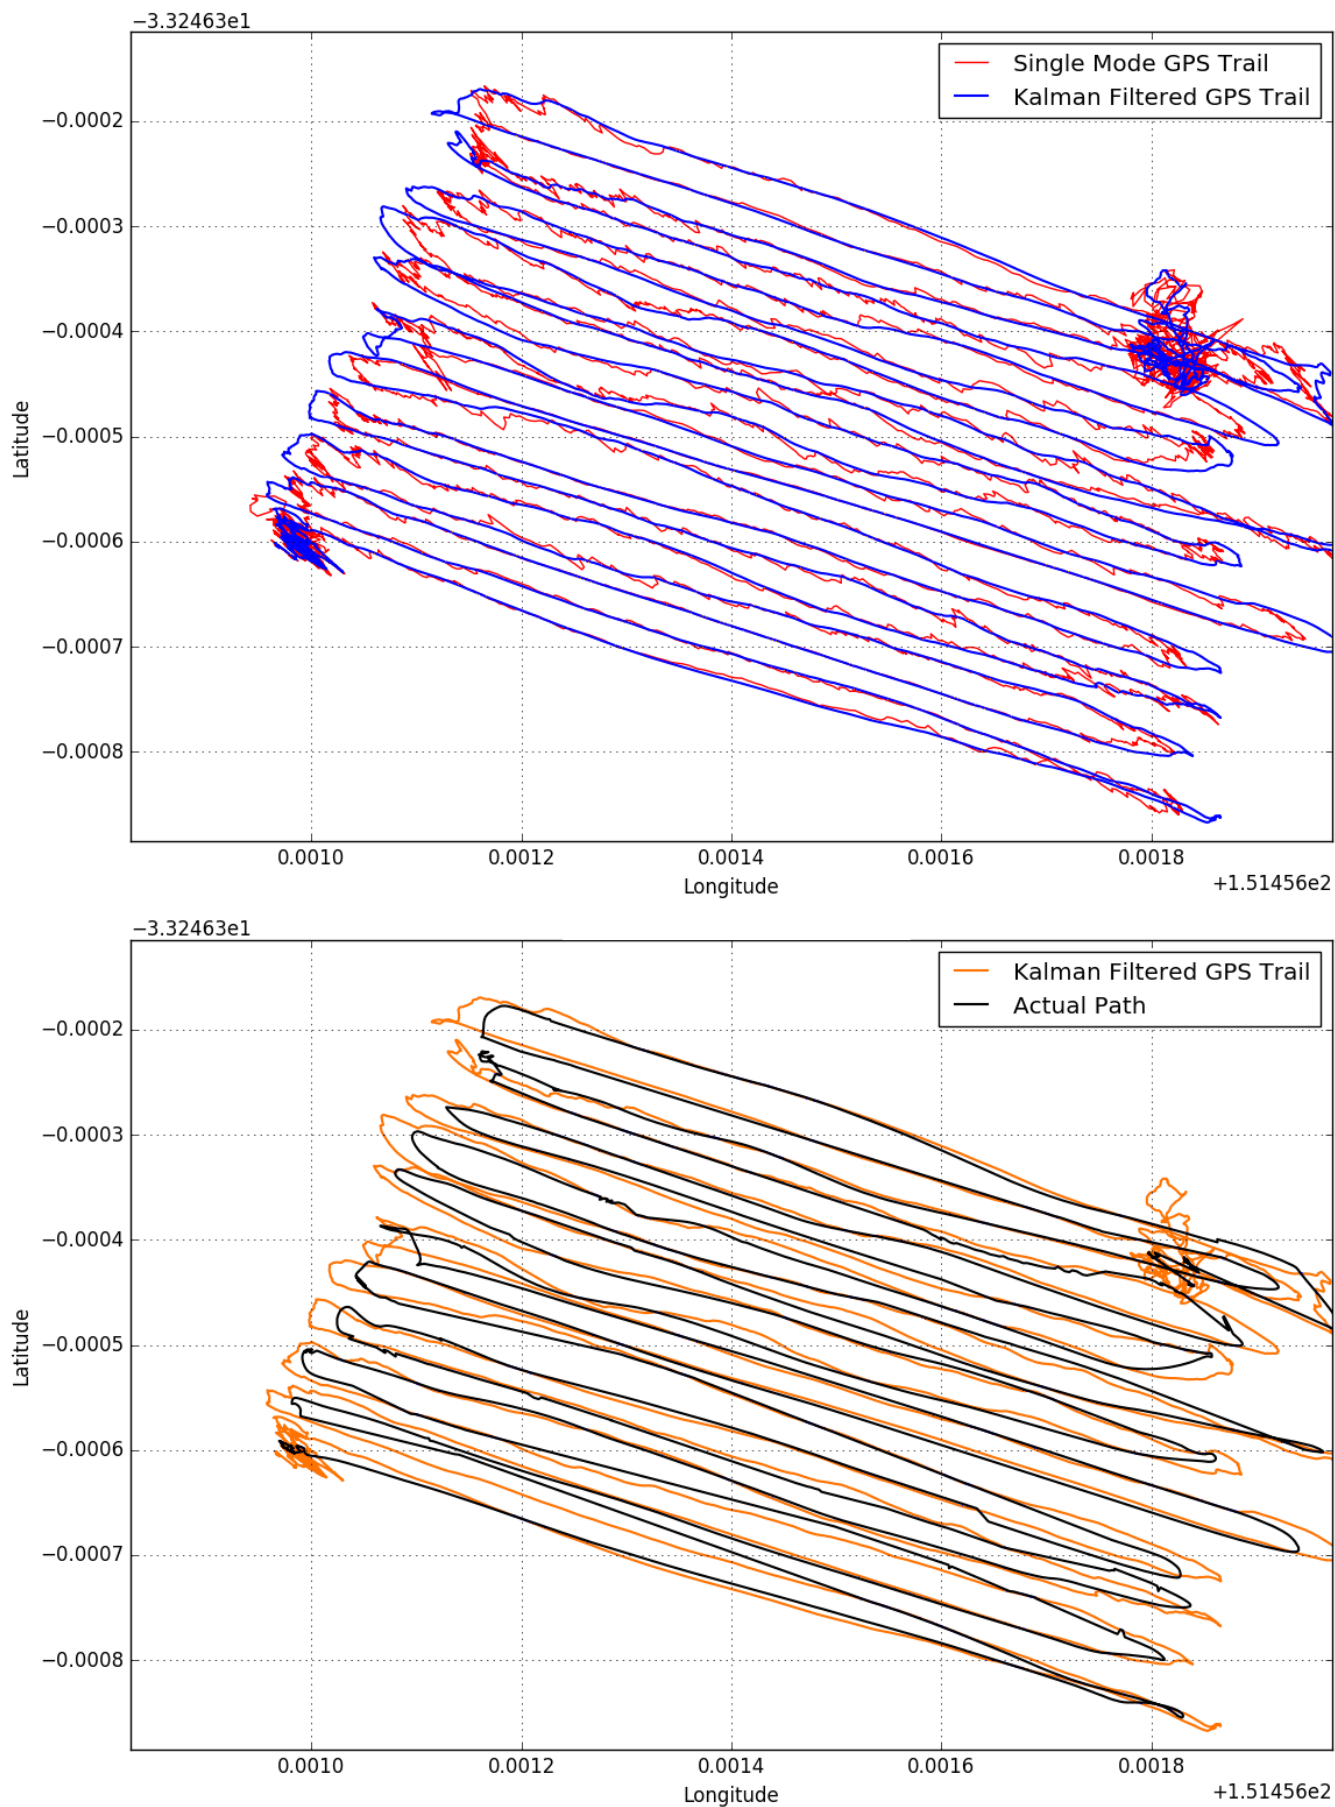 −3.32463e1
Single Mode GPS Trail
Kalman Filtered GPS Trail
−0.0002
−0.0003
−0.0004
−0.0005
−0.0006
−0.0007
−0.0008
Latitude
0.0010 0.0012 0.0014 0.0016 0.0018
Longitude
+1.51456e2
−3.32463e1
Kalman Filtered GPS Trail
Actual Path
−0.0002
−0.0003
−0.0004
−0.0005
−0.0006
−0.0007
−0.0008
Latitude
0.0010 0.0012 0.0014 0.0016 0.0018
Longitude
+1.51456e2